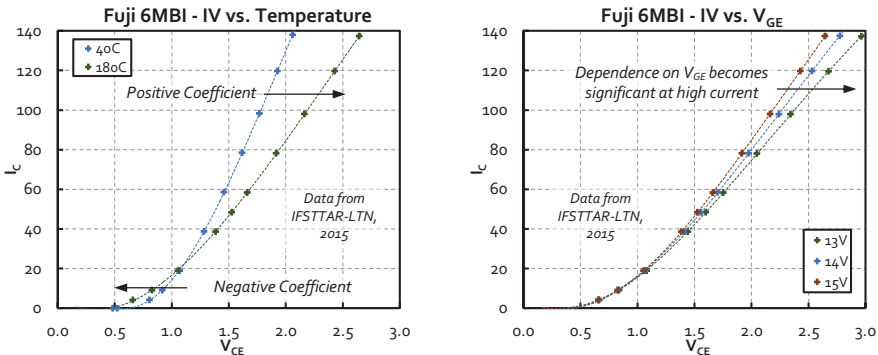 Fuji 6MBI - IV vs. Temperature
140
120
100
80
60
40
20
0
I_C
40C
180C
Positive Coefficient
Data from
IFSTTAR-LTN,
2015
Negative Coefficient
0.0 0.5 1.0 1.5 2.0 2.5 3.0
V_CE
Fuji 6MBI - IV vs. V_GE
140
120
100
80
60
40
20
0
I_C
Dependence on V_GE becomes
significant at high current
Data from
IFSTTAR-LTN,
2015
13V
14V
15V
0.0 0.5 1.0 1.5 2.0 2.5 3.0
V_CE